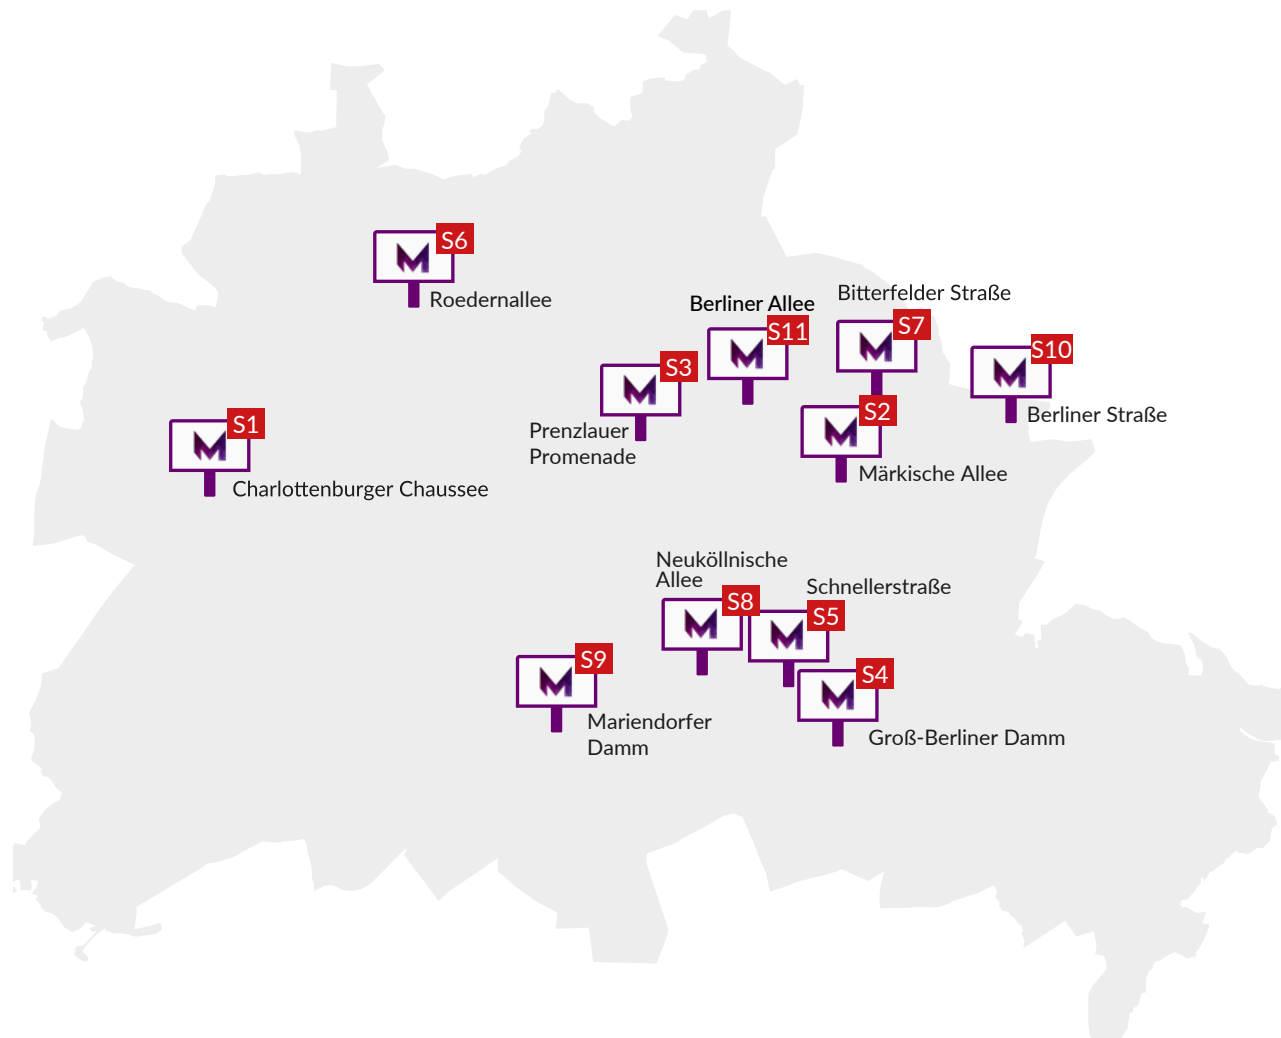 S6
Roedernallee
Bitterfelder Straße
Berliner Allee
S11
S7
S10
S3
Berliner Straße
S2
Prenzlauer
Promenade
Märkische Allee
S1
Charlottenburger Chaussee
Neuköllnische
Allee
S8
Schnellerstraße
S5
S9
Mariendorfer
Damm
S4
Groß-Berliner Damm